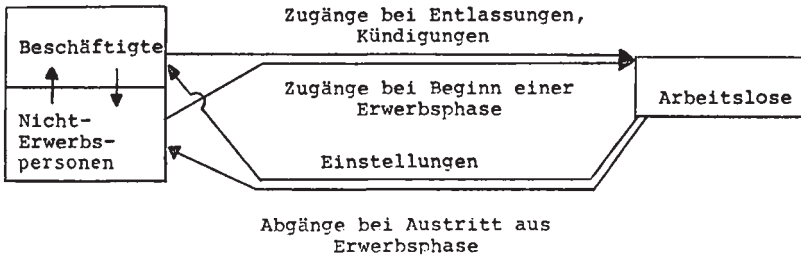 Zugänge bei Entlassungen,
Kündigungen
Beschäftigte
Zugänge bei Beginn einer
Erwerbsphase
Arbeitslose
Nicht-
Erwerbs-
personen
Einstellungen
Abgänge bei Austritt aus
Erwerbsphase